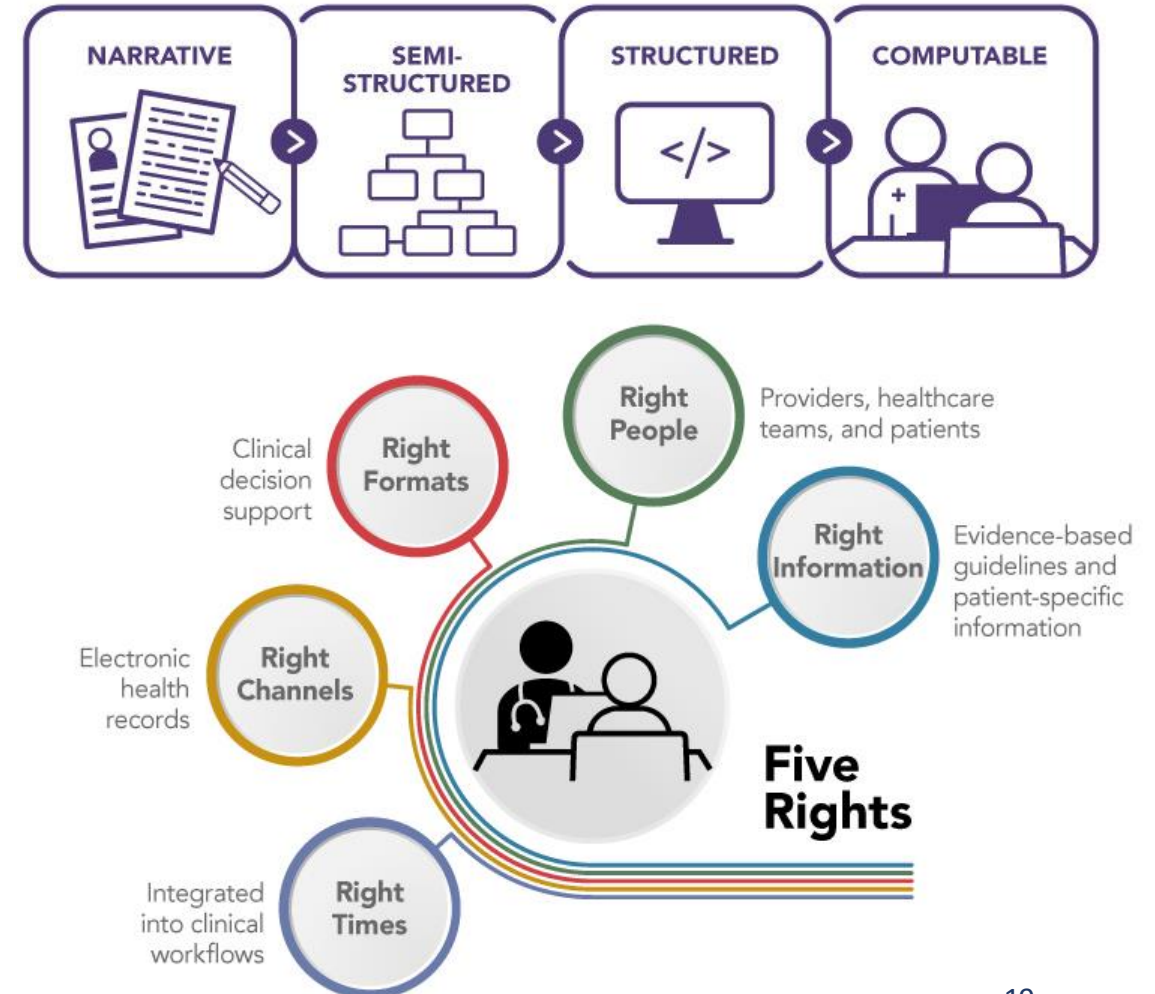 NARRATIVE
SEMI-
STRUCTURED
STRUCTURED
COMPUTABLE
</>
Right
People
Providers, healthcare
teams, and patients
Clinical
decision
support
Right
Formats
Right
Information
Evidence-based
guidelines and
patient-specific
information
Electronic
health
records
Right
Channels
Five
Rights
Integrated
into clinical
workflows
Right
Times